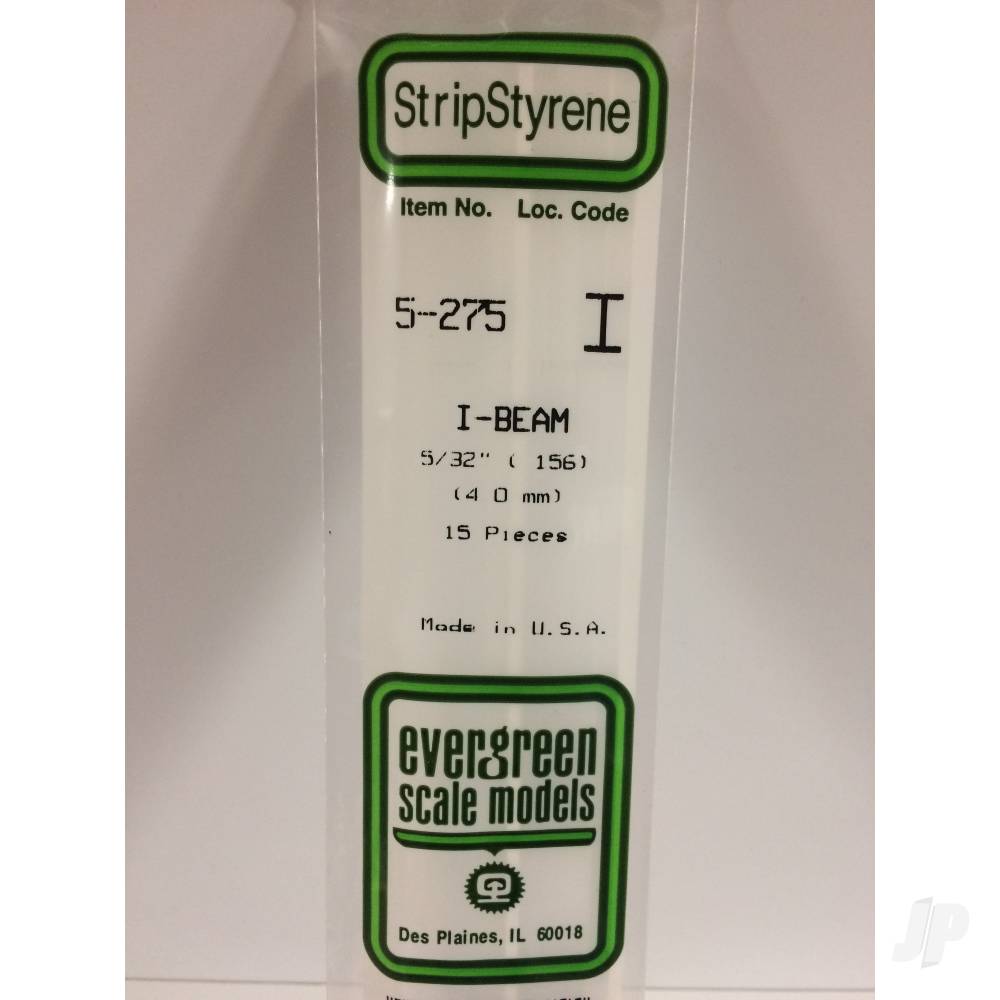 StripStyrene
Item No. Loc. Code
5-275 I
I-BEAM
5/32" ( 156)
(4 0 mm)
15 Pieces
Made in U.S.A.
evergreen
scale models
Des Plaines, IL 60018
JP